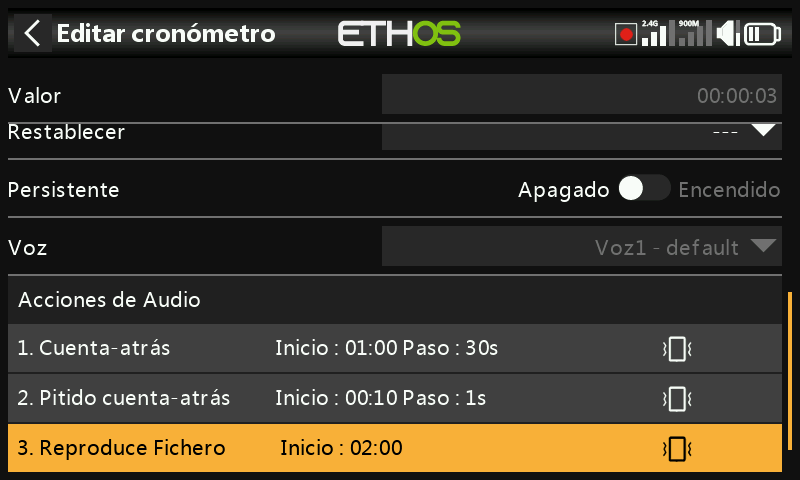 Editar cronómetro
ETHOS
2.4G
900M
Valor
00:00:03
Restablecer
---
Persistente
Apagado
Encendido
Voz
Voz1 - default
Acciones de Audio
1. Cuenta-atrás Inicio : 01:00 Paso : 30s
2. Pitido cuenta-atrás Inicio : 00:10 Paso : 1s
3. Reproduce Fichero Inicio : 02:00